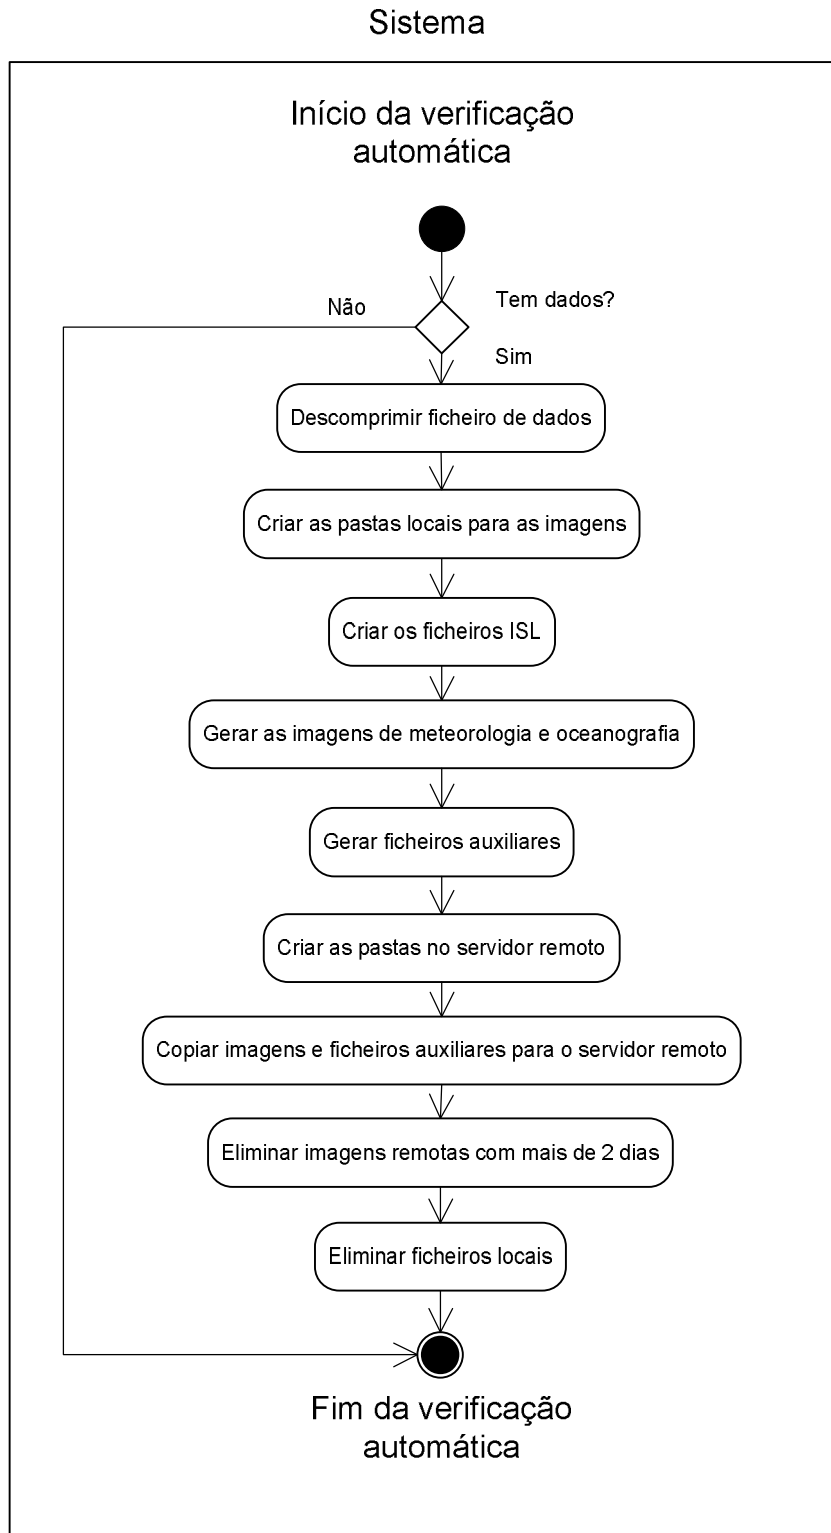 Sistema
Início da verificação
automática
Tem dados?
Não
Sim
Descomprimir ficheiro de dados
Criar as pastas locais para as imagens
Criar os ficheiros ISL
Gerar as imagens de meteorologia e oceanografia
Gerar ficheiros auxiliares
Criar as pastas no servidor remoto
Copiar imagens e ficheiros auxiliares para o servidor remoto
Eliminar imagens remotas com mais de 2 dias
Eliminar ficheiros locais
Fim da verificação
automática